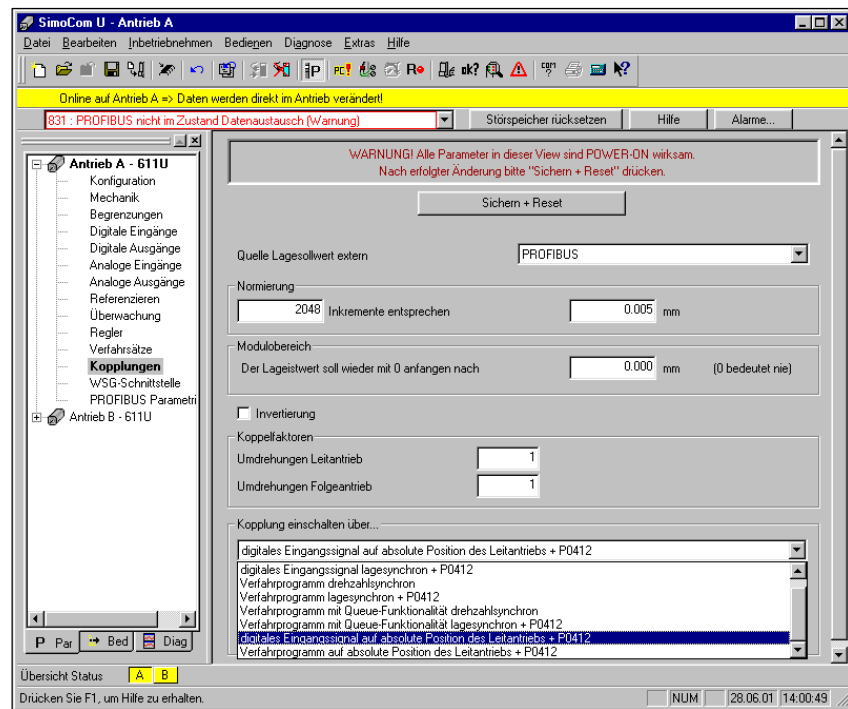 SimoCom U - Antrieb A
Datei Bearbeiten Inbetriebnehmen Bedienen Diagnose Extras Hilfe
Online auf Antrieb A => Daten werden direkt im Antrieb verändert!
831 : PROFIBUS nicht im Zustand Datenaustausch (Warnung) Störspeicher rücksetzen Hilfe Alarme...
Antrieb A - 611U
Konfiguration
Mechanik
Begrenzungen
Digitale Eingänge
Digitale Ausgänge
Analoge Eingänge
Analoge Ausgänge
Referenzieren
Überwachung
Regler
Verfahrsätze
Kopplungen
WSG-Schnittstelle
PROFIBUS Parametri
Antrieb B - 611U
P Par Bed Diag
WARNUNG! Alle Parameter in dieser View sind POWER-ON wirksam.
Nach erfolgter Änderung bitte "Sichern + Reset" drücken.
Sichern + Reset
Quelle Lagesollwert extern PROFIBUS
Normierung
2048 Inkremente entsprechen 0.005 mm
Modulobereich
Der Lageistwert soll wieder mit 0 anfangen nach 0.000 mm (0 bedeutet nie)
Invertierung
Koppelfaktoren
Umdrehungen Leitantrieb 1
Umdrehungen Folgeantrieb 1
Kopplung einschalten über...
digitales Eingangssignal auf absolute Position des Leitantriebs + P0412
digitales Eingangssignal lagesynchron + P0412
Verfahrprogramm drehzahlsynchron
Verfahrprogramm lagesynchron + P0412
Verfahrprogramm mit Queue-Funktionalität drehzahlsynchron
Verfahrprogramm mit Queue-Funktionalität lagesynchron + P0412
digitales Eingangssignal auf absolute Position des Leitantriebs + P0412
Verfahrprogramm auf absolute Position des Leitantriebs + P0412
Übersicht Status A B
Drücken Sie F1, um Hilfe zu erhalten. NUM 28.06.01 14:00:49